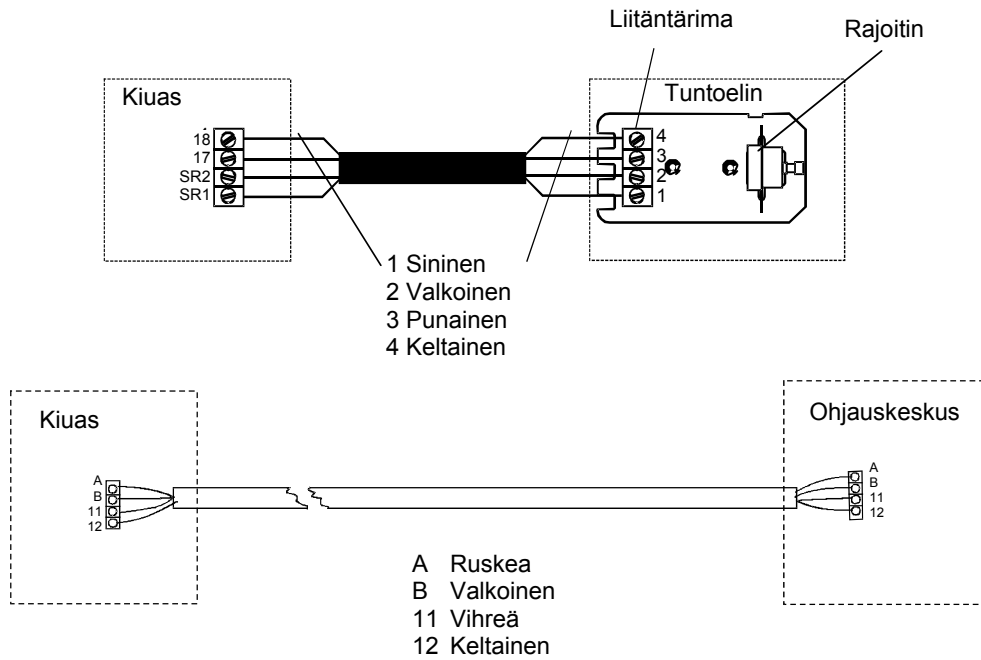 Liitäntärima
Rajoitin
Kiuas
Tuntoelin
18
17
SR2
SR1
4
3
2
1
1 Sininen
2 Valkoinen
3 Punainen
4 Keltainen
Kiuas
Ohjauskeskus
A
B
11
12
A
B
11
12
A Ruskea
B Valkoinen
11 Vihreä
12 Keltainen